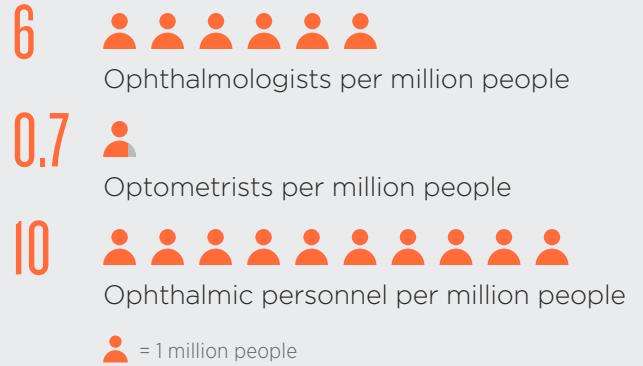 6
Ophthalmologists per million people
0.7
Optometrists per million people
10
Ophthalmic personnel per million people
= 1 million people